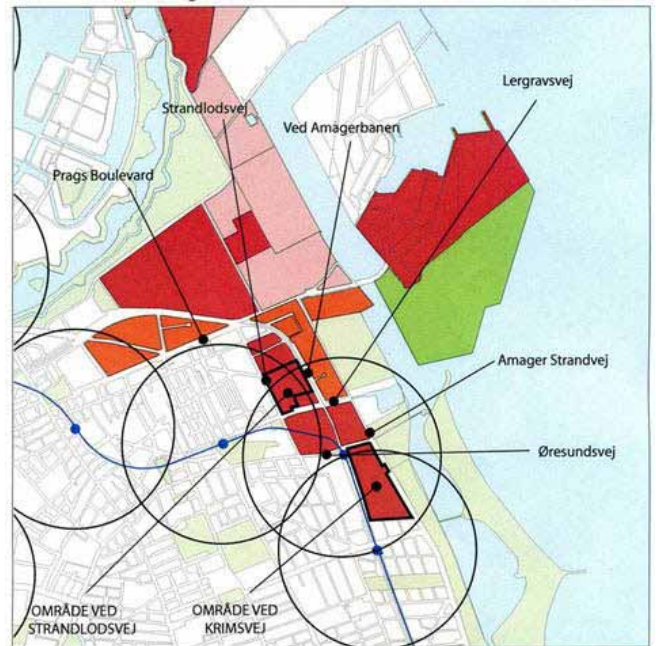 Strandlodsvej
Lergravsvej
Ved Amagerbanen
Prags Boulevard
Amager Strandvej
Øresundsvej
OMRÅDE VED
STRANDLODSVEJ
OMRÅDE VED
KRIMSVEJ